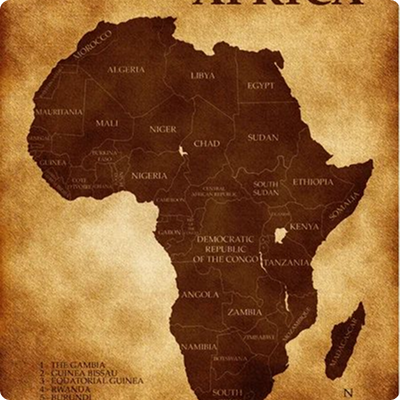 AFRICA
MOROCCO
ALGERIA
LIBYA
EGYPT
MAURITANIA
MALI
NIGER
CHAD
SUDAN
SENEGAL
GUINEA
BURKINA
FASO
COTE
D'IVOIRE
GHANA
NIGERIA
CAMEROON
CENTRAL
AFRICAN REPUBLIC
SOUTH
SUDAN
ETHIOPIA
SOMALIA
GABON
DEMOCRATIC
REPUBLIC
OF THE CONGO
KENYA
TANZANIA
ANGOLA
ZAMBIA
MOZAMBIQUE
ZIMBABWE
NAMIBIA
BOTSWANA
MADAGASCAR
SOUTH
1 - THE GAMBIA
2 - GUINEA BISSAU
3 - EQUATORIAL GUINEA
4 - RWANDA
5 - BURUNDI
N